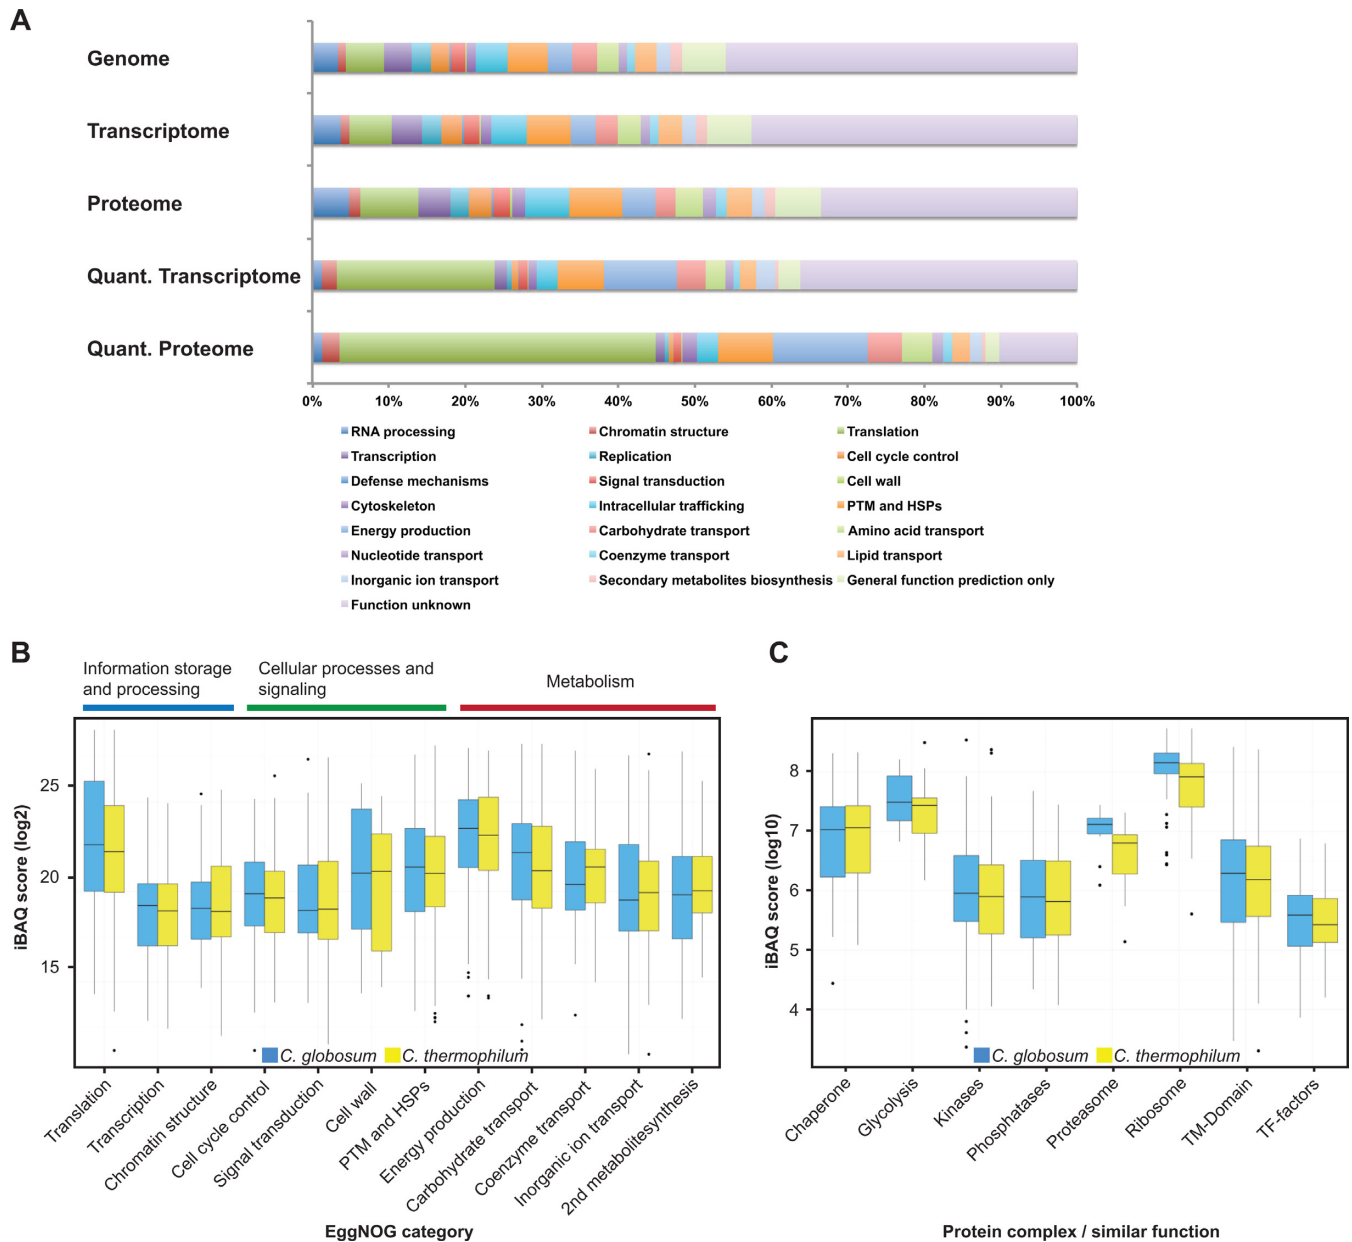 A
Genome
Transcriptome
Proteome
Quant. Transcriptome
Quant. Proteome
0% 10% 20% 30% 40% 50% 60% 70% 80% 90% 100%
RNA processing Chromatin structure Translation
Transcription Replication Cell cycle control
Defense mechanisms Signal transduction Cell wall
Cytoskeleton Intracellular trafficking PTM and HSPs
Energy production Carbohydrate transport Amino acid transport
Nucleotide transport Coenzyme transport Lipid transport
Inorganic ion transport Secondary metabolites biosynthesis General function prediction only
Function unknown
B
Information storage
and processing
Cellular processes and
signaling
Metabolism
iBAQ score (log2)
25
20
15
C. globosum C. thermophilum
Translation
Trancription
Chromatin structure
Cell cycle control
Signal transduction
Cell wall
PTM and HSPs
Energy production
Carbohydrate transport
Coenzyme transport
Inorganic ion transport
2nd metabolitesynthesis
EggNOG category
C
iBAQ score (log10)
8
7
6
5
4
C. globosum C. thermophilum
Chaperone
Glycolysis
Kinases
Phosphatases
Proteasome
Ribosome
TM-Domain
TF-factors
Protein complex / similar function